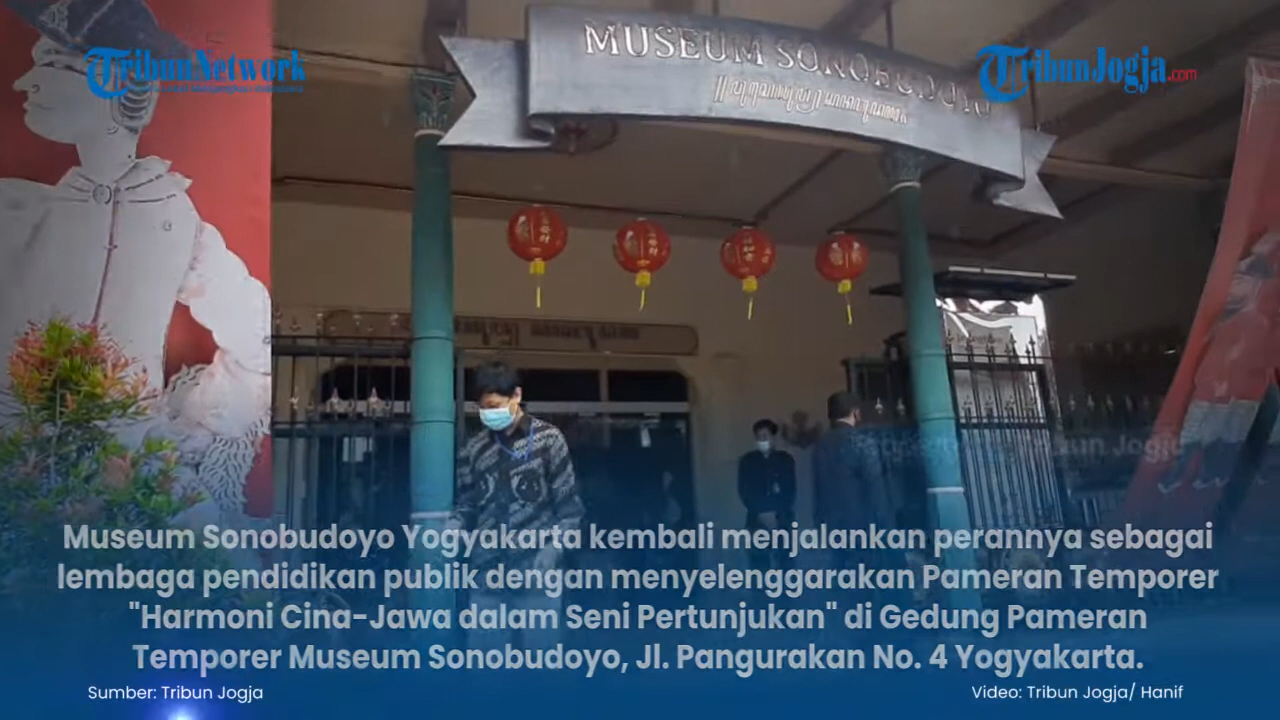 TribunNetwork
TribunJogja.com
MUSEUM SONOBUDOYO
Tribun Jogja
Museum Sonobudoyo Yogyakarta kembali menjalankan perannya sebagai
lembaga pendidikan publik dengan menyelenggarakan Pameran Temporer
"Harmoni Cina-Jawa dalam Seni Pertunjukan" di Gedung Pameran
Temporer Museum Sonobudoyo, Jl. Pangurakan No. 4 Yogyakarta.
Sumber: Tribun Jogja
Video: Tribun Jogja/ Hanif